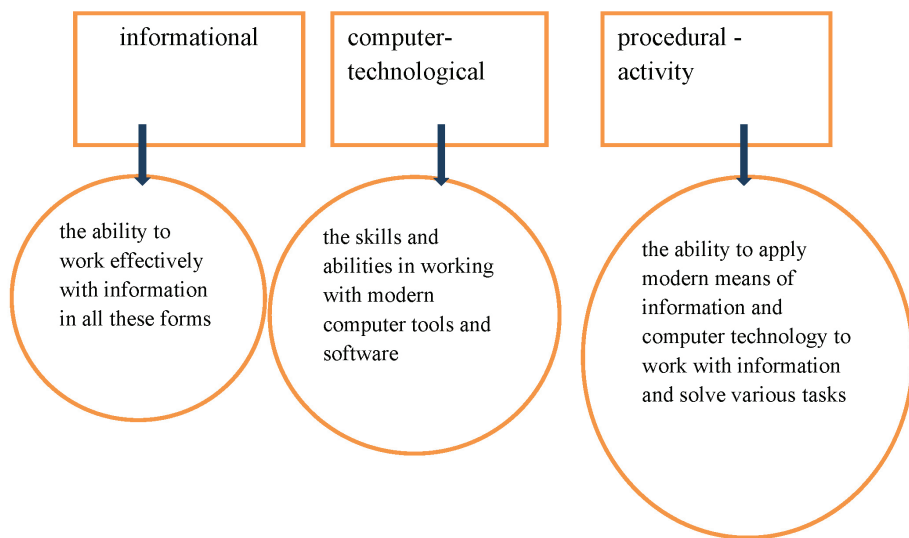 informational
the ability to
work effectively
with information
in all these forms
computer-
technological
the skills and
abilities in working
with modern
computer tools and
software
procedural -
activity
the ability to apply
modern means of
information and
computer technology to
work with information
and solve various tasks